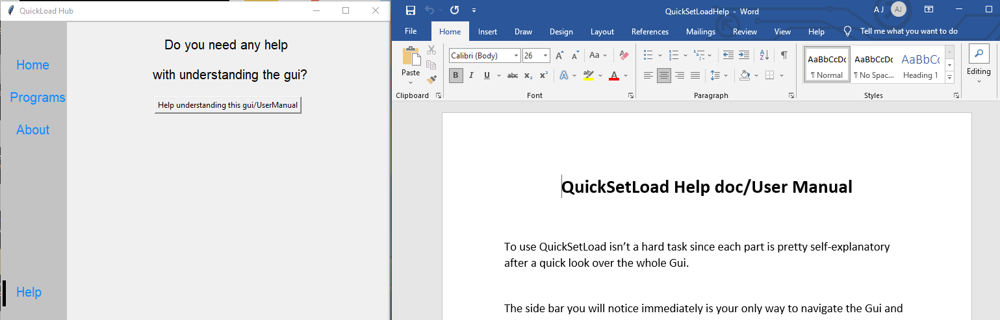 QuickLoad Hub
Do you need any help
with understanding the gui?
Help understanding this gui/UserManual
Home
Programs
About
Help
QuickSetLoadHelp - Word
A J
AJ
File Home Insert Draw Design Layout References Mailings Review View Help Tell me what you want to do
Paste
Clipboard
Calibri (Body) 26 A A Aa A
B I U abc x₂ x² A ab A
Font
A Z ¶
Paragraph
AaBbCcDc AaBbCcDc AaBbCc
¶ Normal ¶ No Spac... Heading 1
Styles
Editing
QuickSetLoad Help doc/User Manual
To use QuickSetLoad isn’t a hard task since each part is pretty self-explanatory
after a quick look over the whole Gui.
The side bar you will notice immediately is your only way to navigate the Gui and